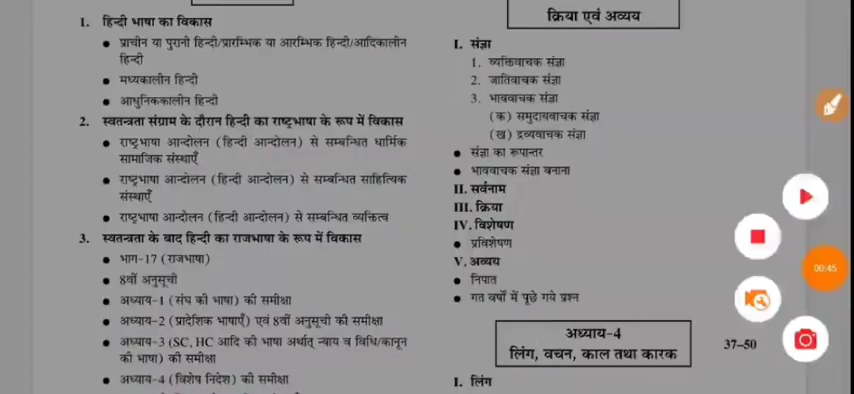 1. हिन्दी भाषा का विकास
• प्राचीन या पुरानी हिन्दी/प्रारम्भिक या आरम्भिक हिन्दी/आदिकालीन
हिन्दी
• मध्यकालीन हिन्दी
• आधुनिककालीन हिन्दी
2. स्वतन्त्रता संग्राम के दौरान हिन्दी का राष्ट्रभाषा के रूप में विकास
• राष्ट्रभाषा आन्दोलन (हिन्दी आन्दोलन) से सम्बन्धित धार्मिक
सामाजिक संस्थाएँ
• राष्ट्रभाषा आन्दोलन (हिन्दी आन्दोलन) से सम्बन्धित साहित्यिक
संस्थाएँ
• राष्ट्रभाषा आन्दोलन (हिन्दी आन्दोलन) से सम्बन्धित व्यक्तित्व
3. स्वतन्त्रता के बाद हिन्दी का राजभाषा के रूप में विकास
• भाग-17 (राजभाषा)
• 8वीं अनुसूची
• अध्याय-1 (संघ की भाषा) की समीक्षा
• अध्याय-2 (प्रादेशिक भाषाएँ) एवं 8वीं अनुसूची की समीक्षा
• अध्याय-3 (SC, HC आदि की भाषा अर्थात् न्याय व विधि/कानून
की भाषा) की समीक्षा
• अध्याय-4 (विशेष निदेश) की समीक्षा
क्रिया एवं अव्यय
I. संज्ञा
1. व्यक्तिवाचक संज्ञा
2. जातिवाचक संज्ञा
3. भाववाचक संज्ञा
(क) समुदायवाचक संज्ञा
(ख) द्रव्यवाचक संज्ञा
• संज्ञा का रूपान्तर
• भाववाचक संज्ञा बनाना
II. सर्वनाम
III. क्रिया
IV. विशेषण
• प्रविशेषण
V. अव्यय
• निपात
• गत वर्षों में पूछे गये प्रश्न
अध्याय-4
लिंग, वचन, काल तथा कारक
37–50
I. लिंग
00:45